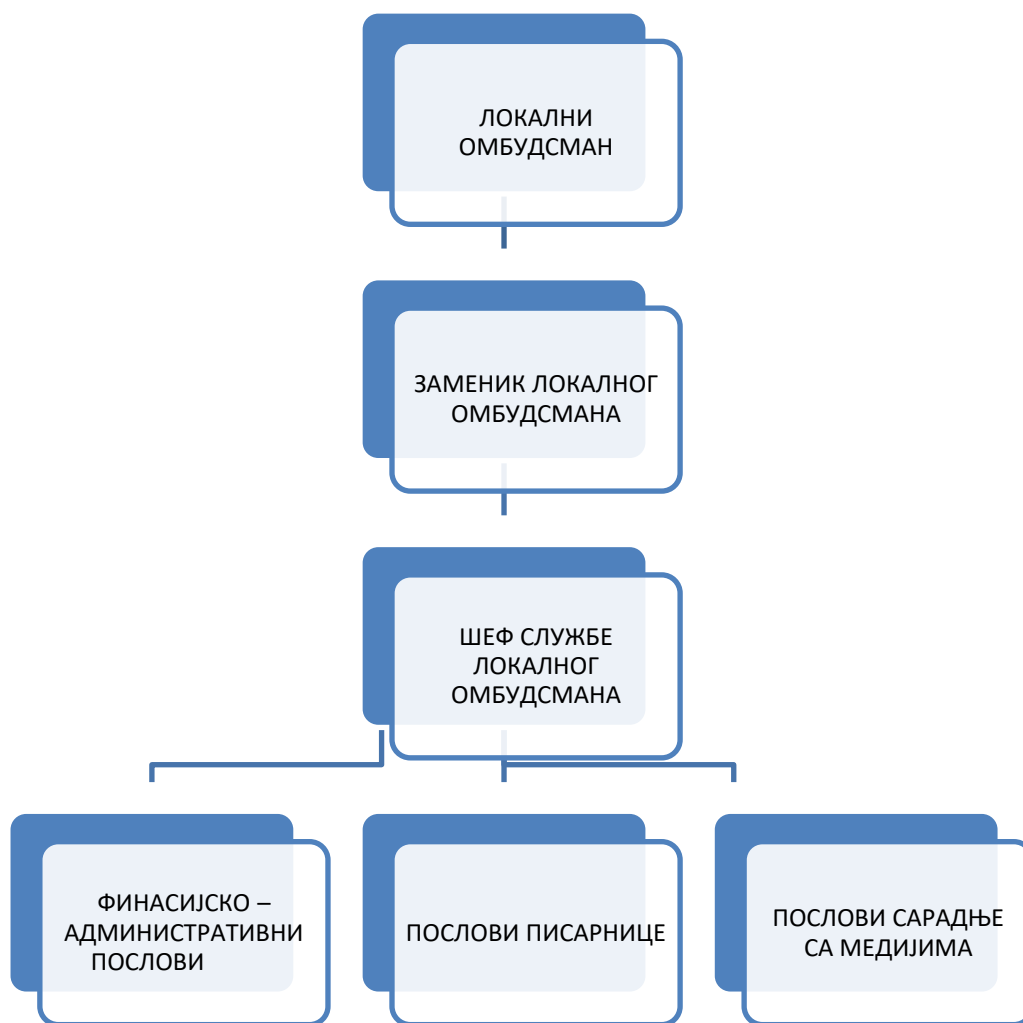 ЛОКАЛНИ
ОМБУДСМАН
ЗАМЕНИК ЛОКАЛНОГ
ОМБУДСМАНА
ШЕФ СЛУЖБЕ
ЛОКАЛНОГ
ОМБУДСМАНА
ФИНАСИЈСКО –
АДМИНИСТРАТИВНИ
ПОСЛОВИ
ПОСЛОВИ ПИСАРНИЦЕ
ПОСЛОВИ САРАДЊЕ
СА МЕДИЈИМА